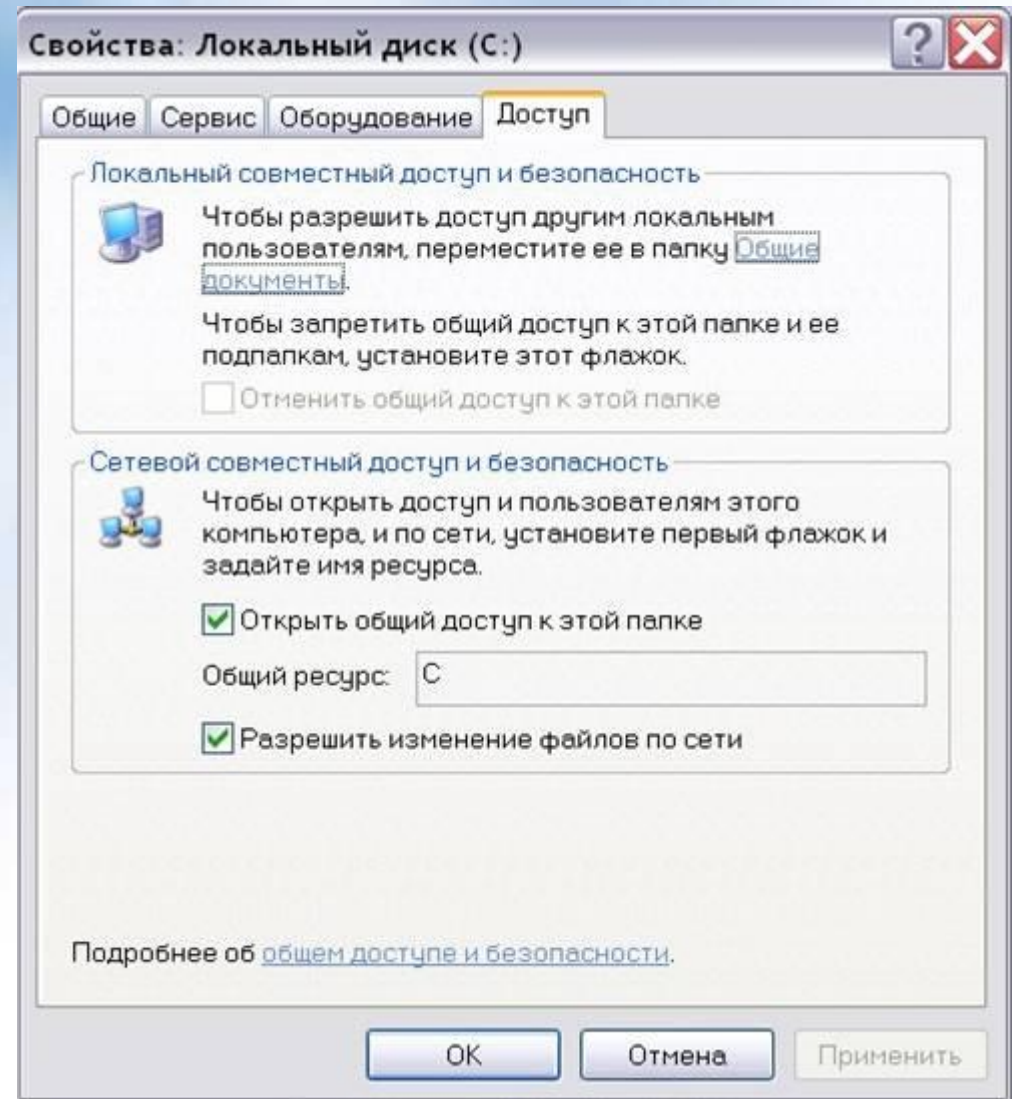 Свойства: Локальный диск (C:)
Общие Сервис Оборудование Доступ
Локальный совместный доступ и безопасность
Чтобы разрешить доступ другим локальным
пользователям, переместите ее в папку Общие
документы.
Чтобы запретить общий доступ к этой папке и ее
подпапкам, установите этот флажок.
Отменить общий доступ к этой папке
Сетевой совместный доступ и безопасность
Чтобы открыть доступ и пользователям этого
компьютера, и по сети, установите первый флажок и
задайте имя ресурса.
Открыть общий доступ к этой папке
Общий ресурс: C
Разрешить изменение файлов по сети
Подробнее об общем доступе и безопасности.
OK Отмена Применить